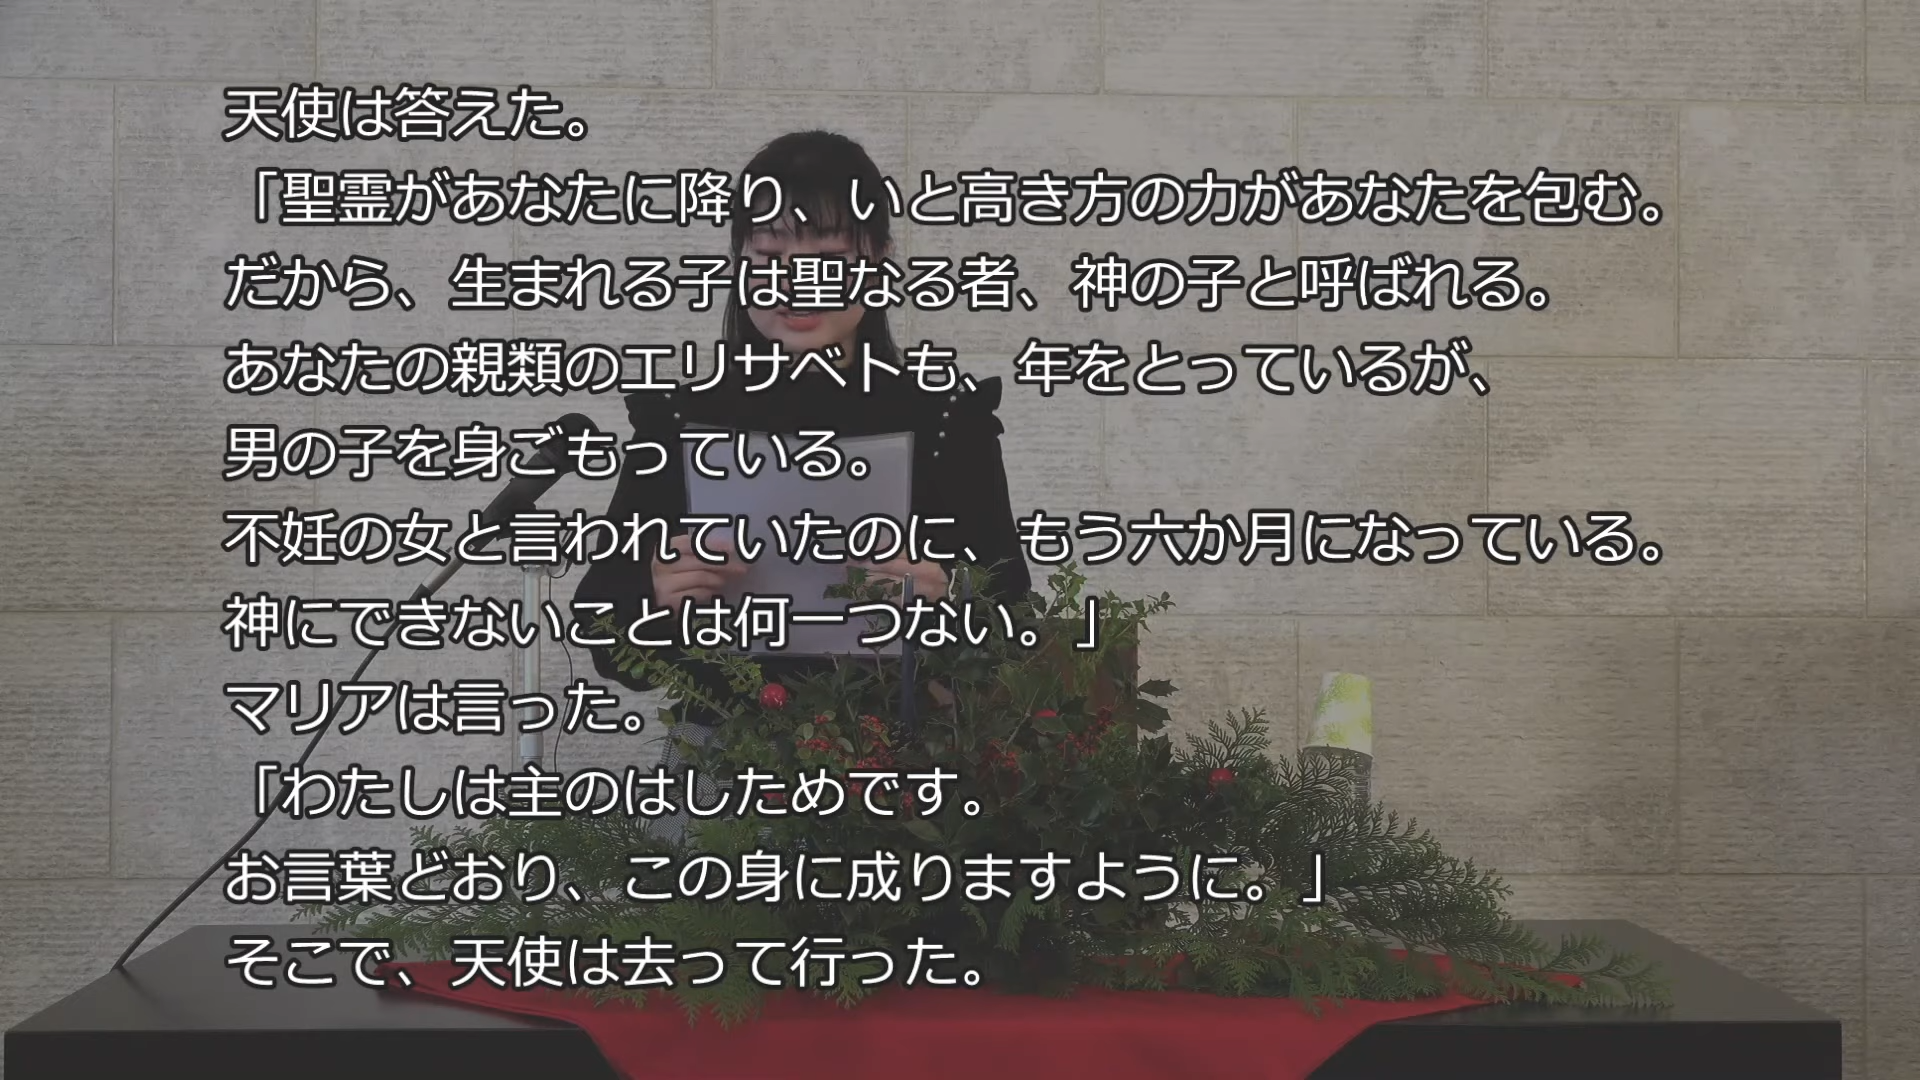 天使は答えた。
「聖霊があなたに降り、いと高き方の力があなたを包む。
だから、生まれる子は聖なる者、神の子と呼ばれる。
あなたの親類のエリサベトも、年をとっているが、
男の子を身ごもっている。
不妊の女と言われていたのに、もう六か月になっている。
神にできないことは何一つない。」
マリアは言った。
「わたしは主のはしためです。
お言葉どおり、この身に成りますように。」
そこで、天使は去って行った。